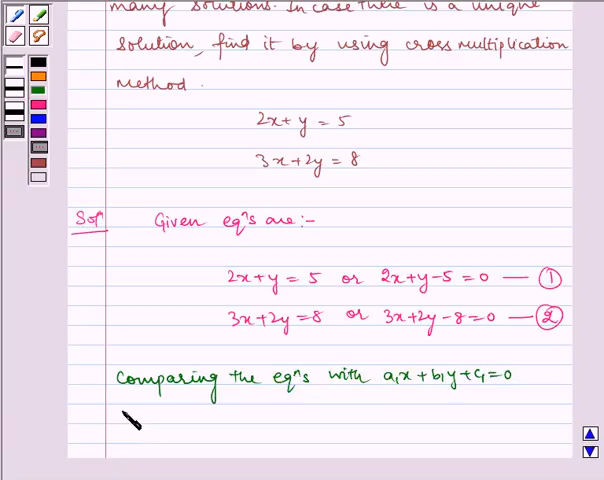 many solutions. In case there is a unique
solution, find it by using cross multiplication
method.
2x+y = 5
3x+2y = 8
Solⁿ Given eqⁿs are:-
2x+y = 5 or 2x+y-5=0 — ①
3x+2y=8 or 3x+2y-8=0 — ②
Comparing the eqⁿs with a₁x+b₁y+c₁=0